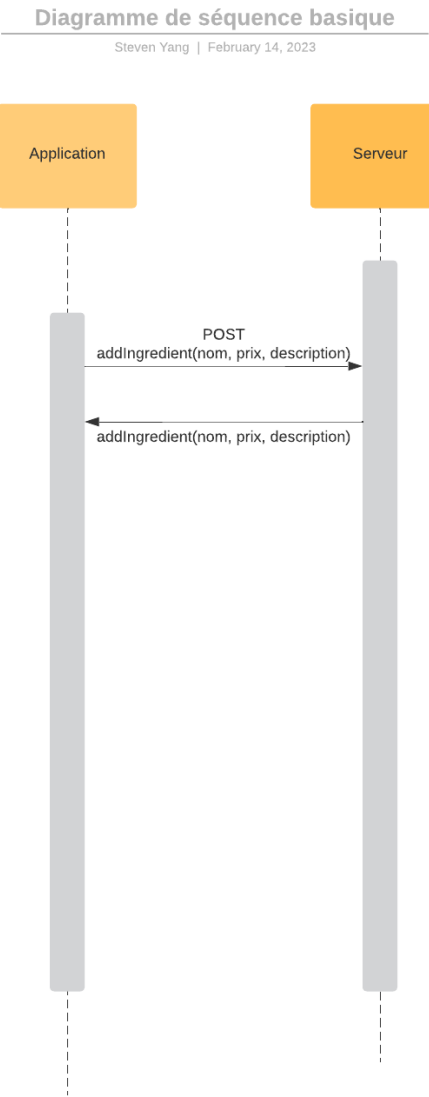 Diagramme de séquence basique
Steven Yang | February 14, 2023
Application
Serveur
POST
addIngredient(nom, prix, description)
addIngredient(nom, prix, description)